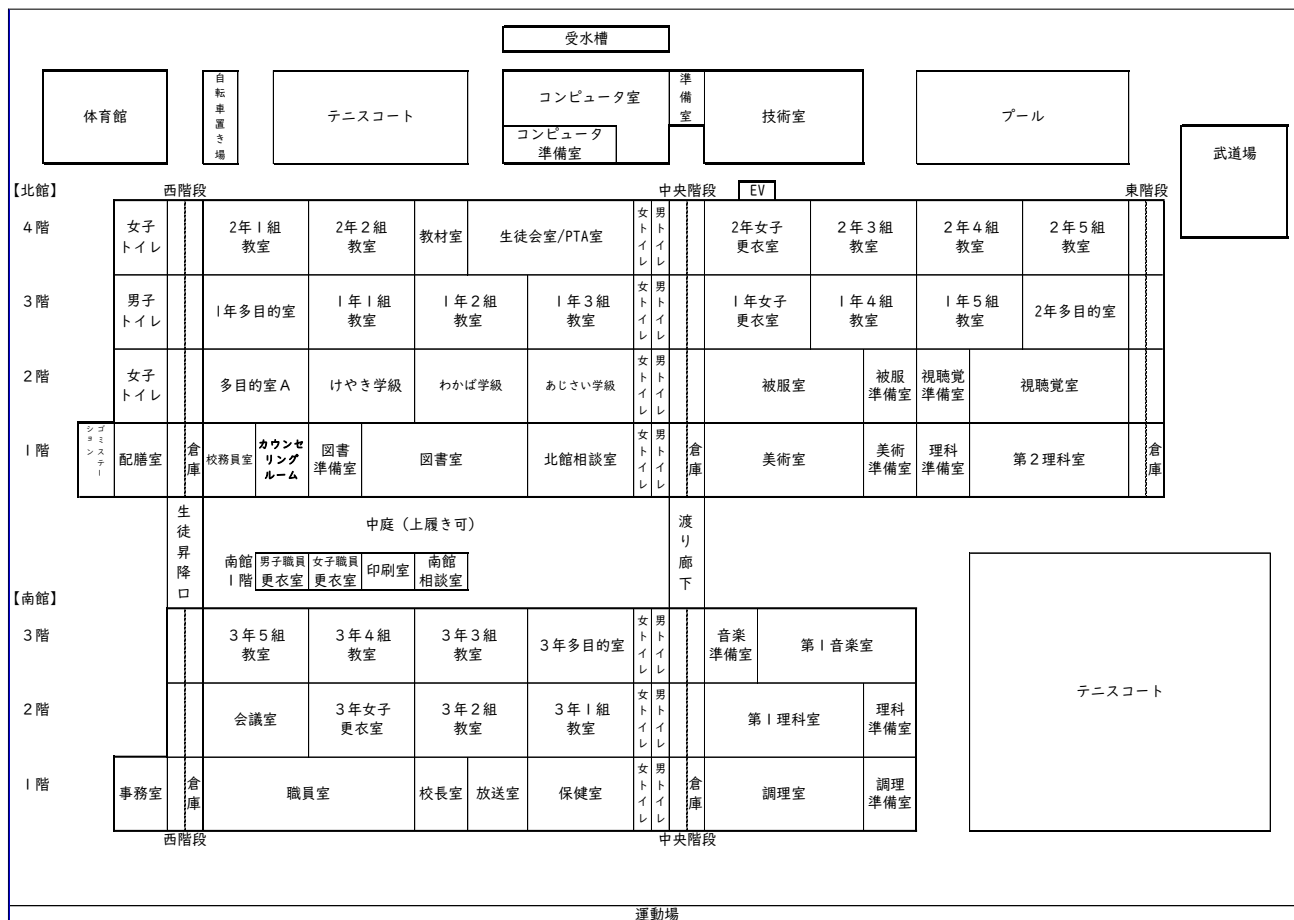 受水槽
体育館
自転車置き場
テニスコート
コンピュータ室
コンピュータ
準備室
準備室
技術室
プール
武道場
【北館】
西階段
中央階段
EV
東階段
4階
女子
トイレ
2年1組
教室
2年2組
教室
教材室
生徒会室/PTA室
女トイレ
男トイレ
2年女子
更衣室
2年3組
教室
2年4組
教室
2年5組
教室
3階
男子
トイレ
1年多目的室
1年1組
教室
1年2組
教室
1年3組
教室
女トイレ
男トイレ
1年女子
更衣室
1年4組
教室
1年5組
教室
2年多目的室
2階
女子
トイレ
多目的室A
けやき学級
わかば学級
あじさい学級
女トイレ
男トイレ
被服室
被服
準備室
視聴覚
準備室
視聴覚室
1階
ゴミステー
ション
配膳室
倉庫
校務員室
カウンセ
リング
ルーム
図書
準備室
図書室
北館相談室
女トイレ
男トイレ
倉庫
美術室
美術
準備室
理科
準備室
第2理科室
倉庫
生徒昇降口
中庭(上履き可)
渡り廊下
南館
1階
男子職員
更衣室
女子職員
更衣室
印刷室
南館
相談室
【南館】
3階
3年5組
教室
3年4組
教室
3年3組
教室
3年多目的室
女トイレ
男トイレ
音楽
準備室
第1音楽室
テニスコート
2階
会議室
3年女子
更衣室
3年2組
教室
3年1組
教室
女トイレ
男トイレ
第1理科室
理科
準備室
1階
事務室
倉庫
職員室
校長室
放送室
保健室
女トイレ
男トイレ
倉庫
調理室
調理
準備室
西階段
中央階段
運動場